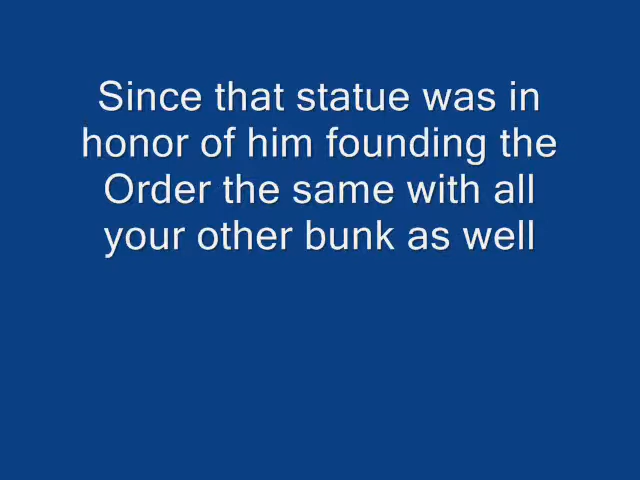 Since that statue was in
honor of him founding the
Order the same with all
your other bunk as well